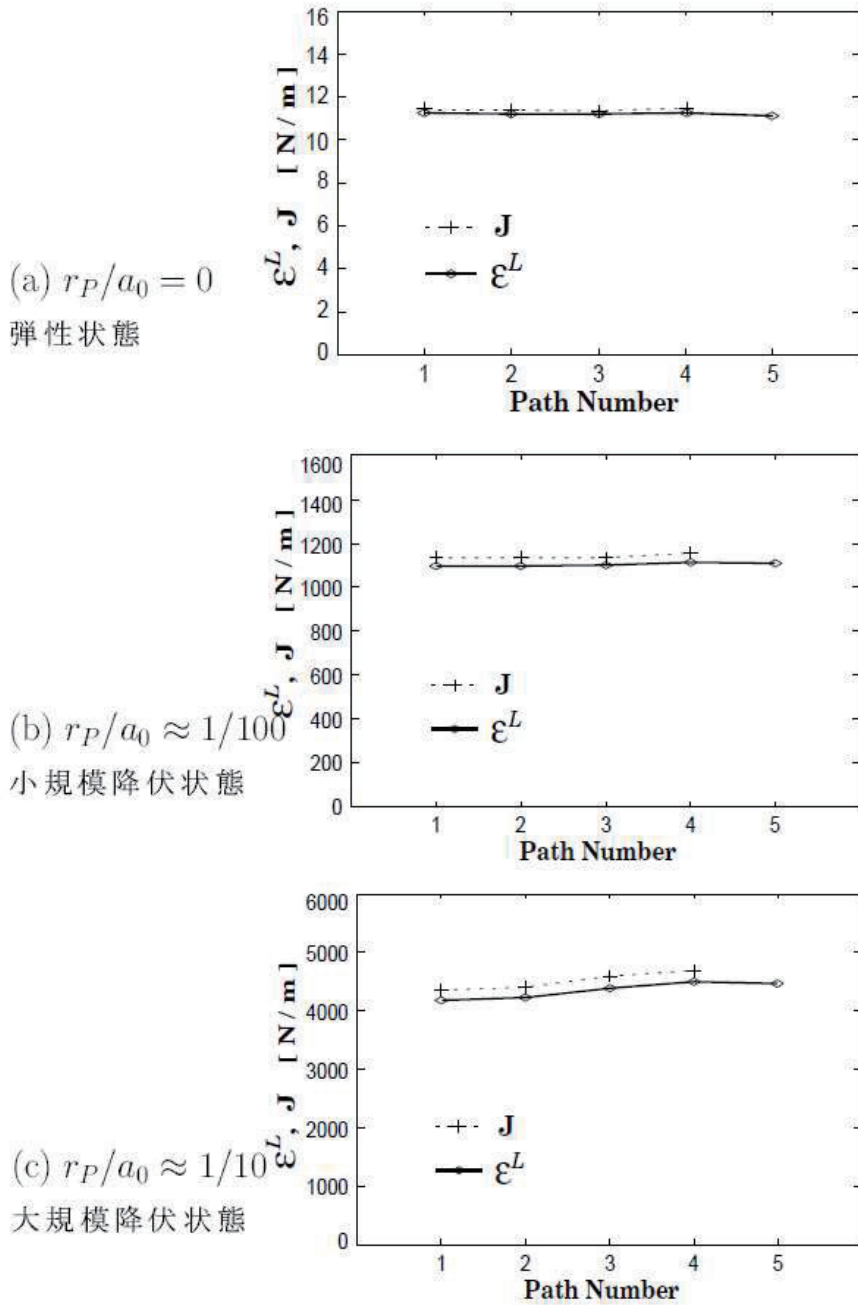 (a) r_P/a_0 = 0
弾性状態
ε^L, J [N/m]
16
14
12
10
8
6
4
2
0
J
ε^L
1 2 3 4 5
Path Number
(b) r_P/a_0 ≈ 1/100
小規模降伏状態
ε^L, J [N/m]
1600
1400
1200
1000
800
600
400
200
0
J
ε^L
1 2 3 4 5
Path Number
(c) r_P/a_0 ≈ 1/10
大規模降伏状態
ε^L, J [N/m]
6000
5000
4000
3000
2000
1000
0
J
ε^L
1 2 3 4 5
Path Number